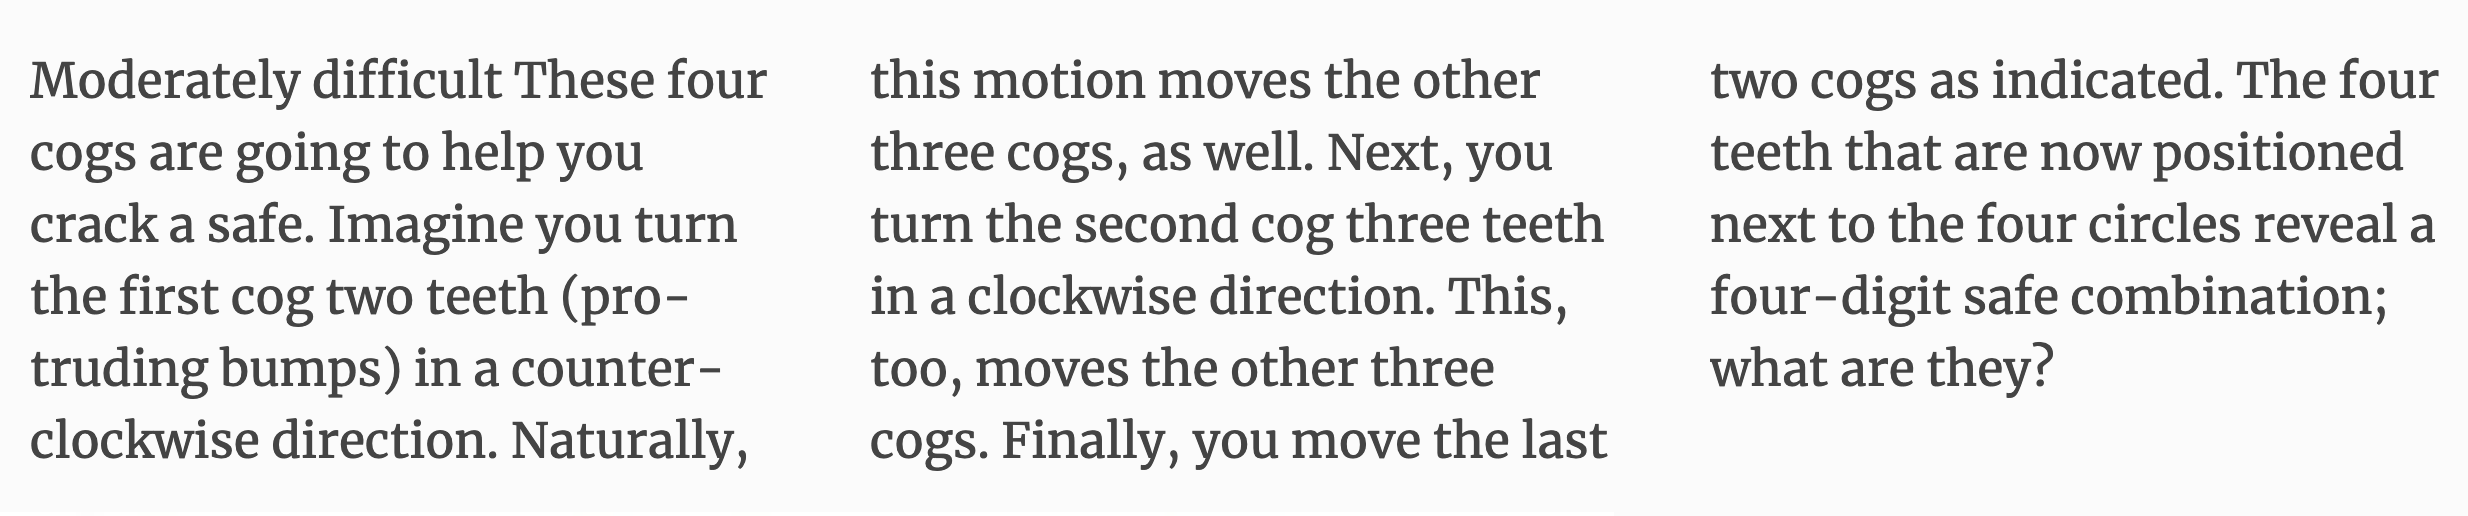 Moderately difficult These four
cogs are going to help you
crack a safe. Imagine you turn
the first cog two teeth (pro-
truding bumps) in a counter-
clockwise direction. Naturally,
this motion moves the other
three cogs, as well. Next, you
turn the second cog three teeth
in a clockwise direction. This,
too, moves the other three
cogs. Finally, you move the last
two cogs as indicated. The four
teeth that are now positioned
next to the four circles reveal a
four-digit safe combination;
what are they?